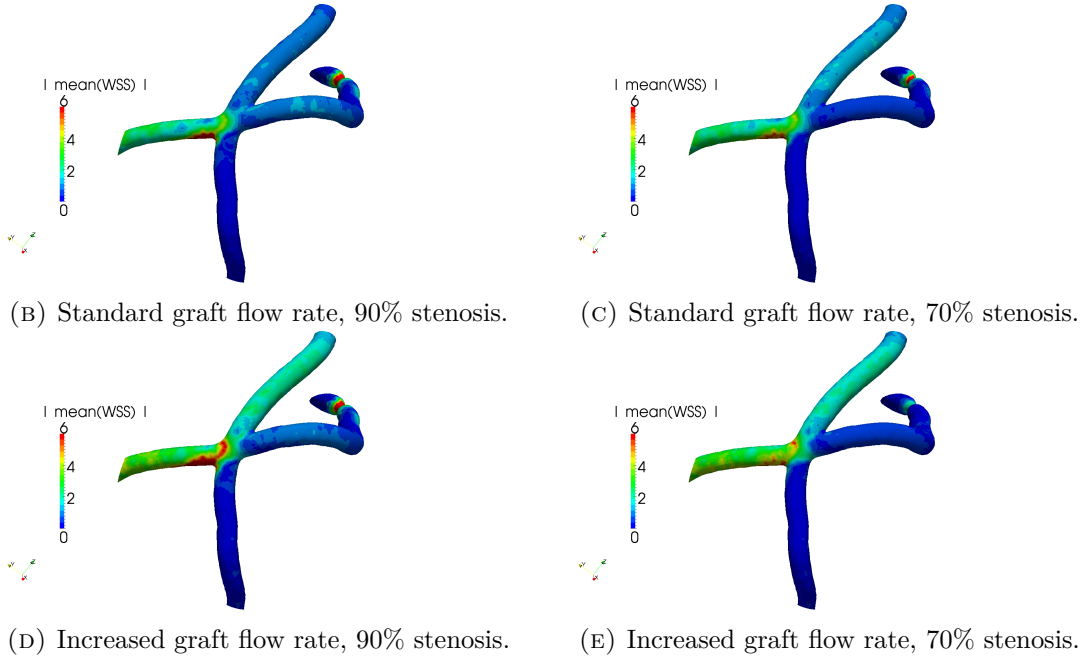 | mean(WSS) |
6
4
2
0
Y Z
X
(B) Standard graft flow rate, 90% stenosis.
| mean(WSS) |
6
4
2
0
Y Z
X
(C) Standard graft flow rate, 70% stenosis.
| mean(WSS) |
6
4
2
0
Y Z
X
(D) Increased graft flow rate, 90% stenosis.
| mean(WSS) |
6
4
2
0
Y Z
X
(E) Increased graft flow rate, 70% stenosis.